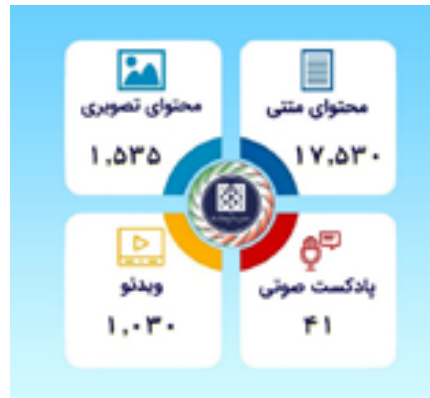 محتوای متنی
۱۷,۵۳۰
محتوای تصویری
۱,۵۳۵
پادکست صوتی
۴۱
ویدئو
۱,۰۳۰